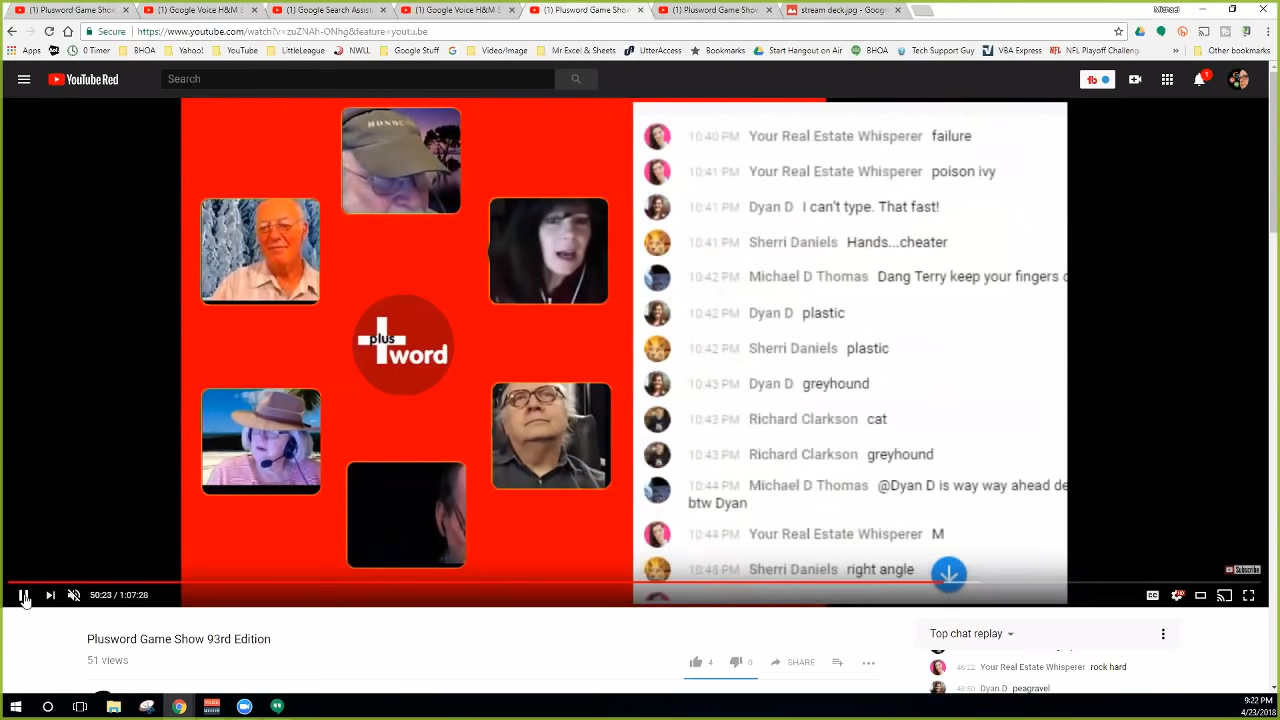 (1) Plusword Game Show
(1) Google Voice H&M S
(1) Google Search Assista
(1) Google Voice H&M S
(1) Plusword Game Show
(1) Plusword Game Show
stream deck.jpg - Googl
Michael
Secure
https://www.youtube.com/watch?v=zuZNAh-ONhg&feature=youtu.be
Apps
0 Timer
BHOA
Yahoo!
YouTube
LittleLeague
NWLL
Google Stuff
Video/Image
Mr Excel & Sheets
UtterAccess
Bookmarks
Start Hangout on Air
BHOA
Tech Support Guy
VBA Express
NFL Playoff Challeng
Other bookmarks
YouTube Red
Search
tb
1
10:40 PM Your Real Estate Whisperer failure
10:41 PM Your Real Estate Whisperer poison ivy
10:41 PM Dyan D I can't type. That fast!
10:41 PM Sherri Daniels Hands...cheater
10:42 PM Michael D Thomas Dang Terry keep your fingers
10:42 PM Dyan D plastic
10:42 PM Sherri Daniels plastic
10:43 PM Dyan D greyhound
10:43 PM Richard Clarkson cat
10:43 PM Richard Clarkson greyhound
10:44 PM Michael D Thomas @Dyan D is way way ahead de
btw Dyan
10:44 PM Your Real Estate Whisperer M
10:45 PM Sherri Daniels right angle
plus
word
Subscribe
50:23 / 1:07:28
Plusword Game Show 93rd Edition
51 views
4
0
SHARE
Top chat replay
46:22 Your Real Estate Whisperer rock hard
46:50 Dyan D peagravel
9:22 PM
4/23/2018